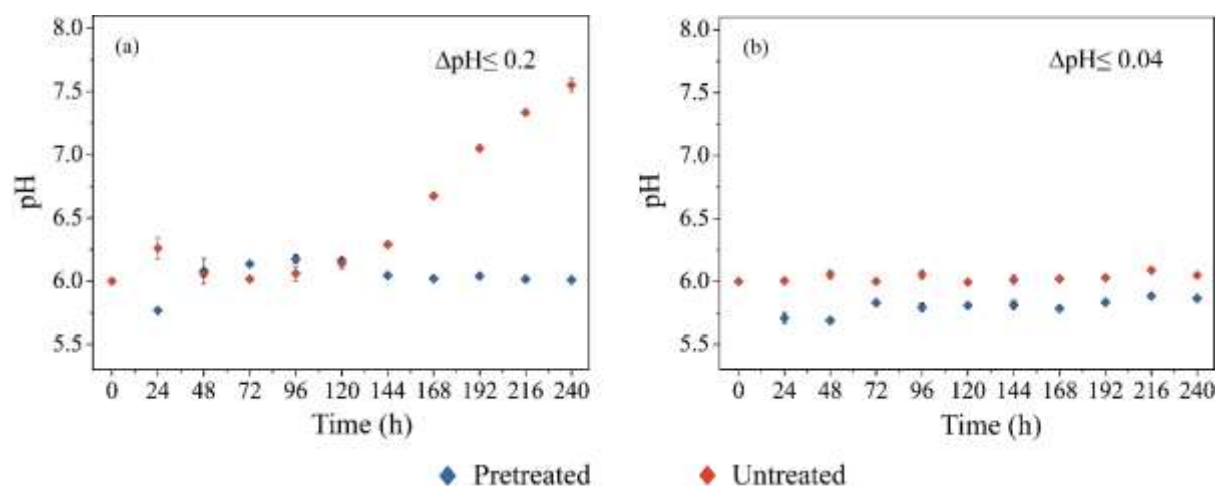 (a)
ΔpH≤ 0.2
8.0
7.5
7.0
6.5
6.0
5.5
pH
0 24 48 72 96 120 144 168 192 216 240
Time (h)
(b)
ΔpH≤ 0.04
8.0
7.5
7.0
6.5
6.0
5.5
pH
0 24 48 72 96 120 144 168 192 216 240
Time (h)
Pretreated Untreated